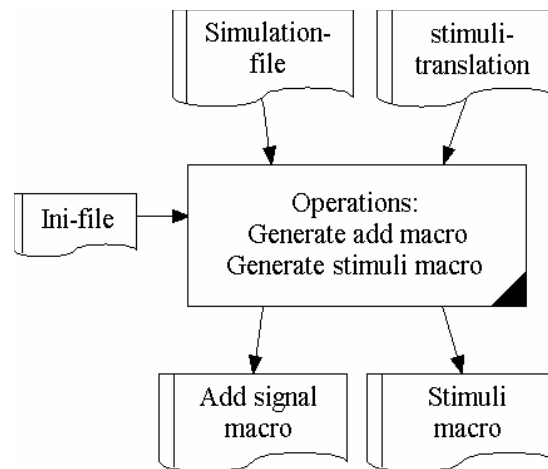 Simulation-
file
stimuli-
translation
Ini-file
Operations:
Generate add macro
Generate stimuli macro
Add signal
macro
Stimuli
macro